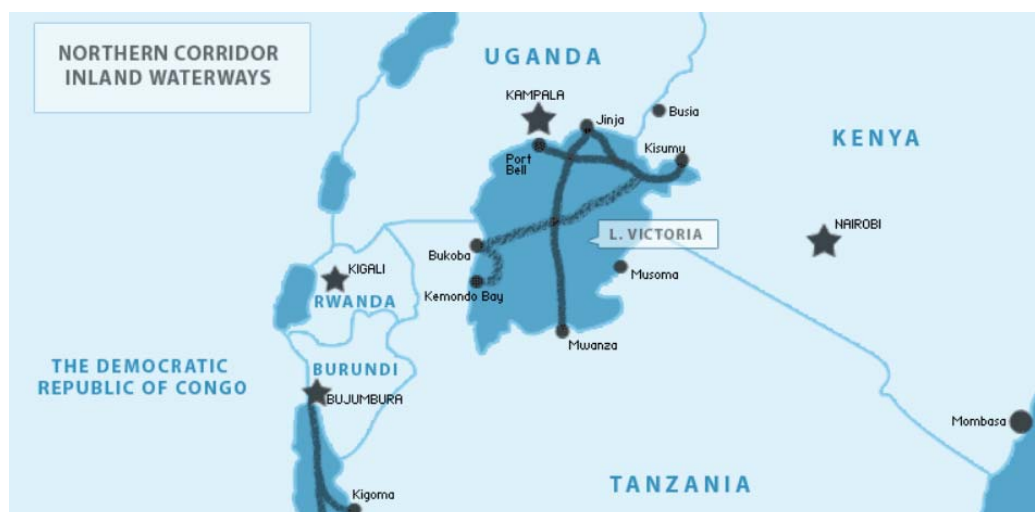 NORTHERN CORRIDOR
INLAND WATERWAYS
UGANDA
KAMPALA
Jinja
Busia
Port
Bell
Kisumu
KENYA
L. VICTORIA
NAIROBI
Bukoba
Musoma
KIGALI
Kemondo Bay
RWANDA
Mwanza
THE DEMOCRATIC
REPUBLIC OF CONGO
BURUNDI
BUJUMBURA
Mombasa
TANZANIA
Kigoma